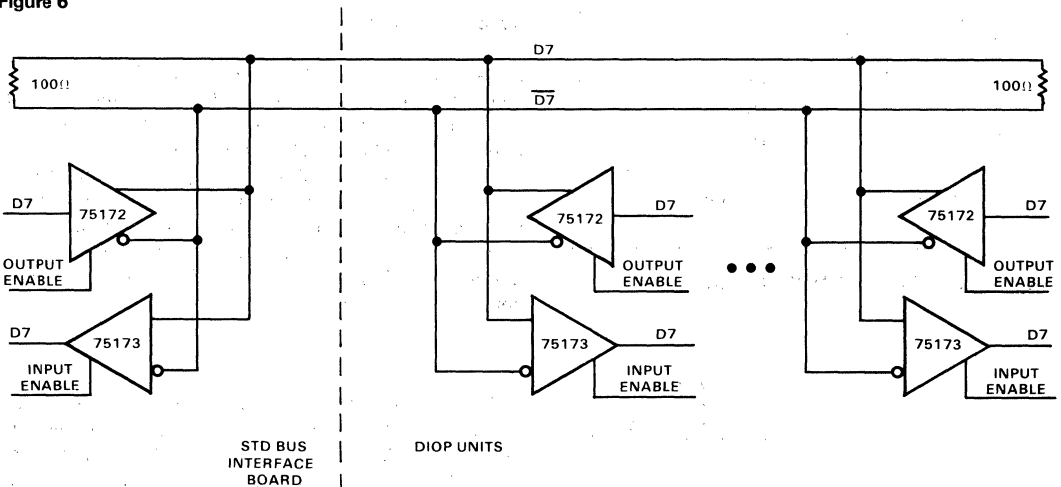 Figure 6
D7
100Ω
D7
100Ω
D7
75172
OUTPUT
ENABLE
D7
75173
INPUT
ENABLE
75172
D7
OUTPUT
ENABLE
75173
D7
INPUT
ENABLE
75172
D7
OUTPUT
ENABLE
75173
D7
INPUT
ENABLE
STD BUS
INTERFACE
BOARD
DIOP UNITS